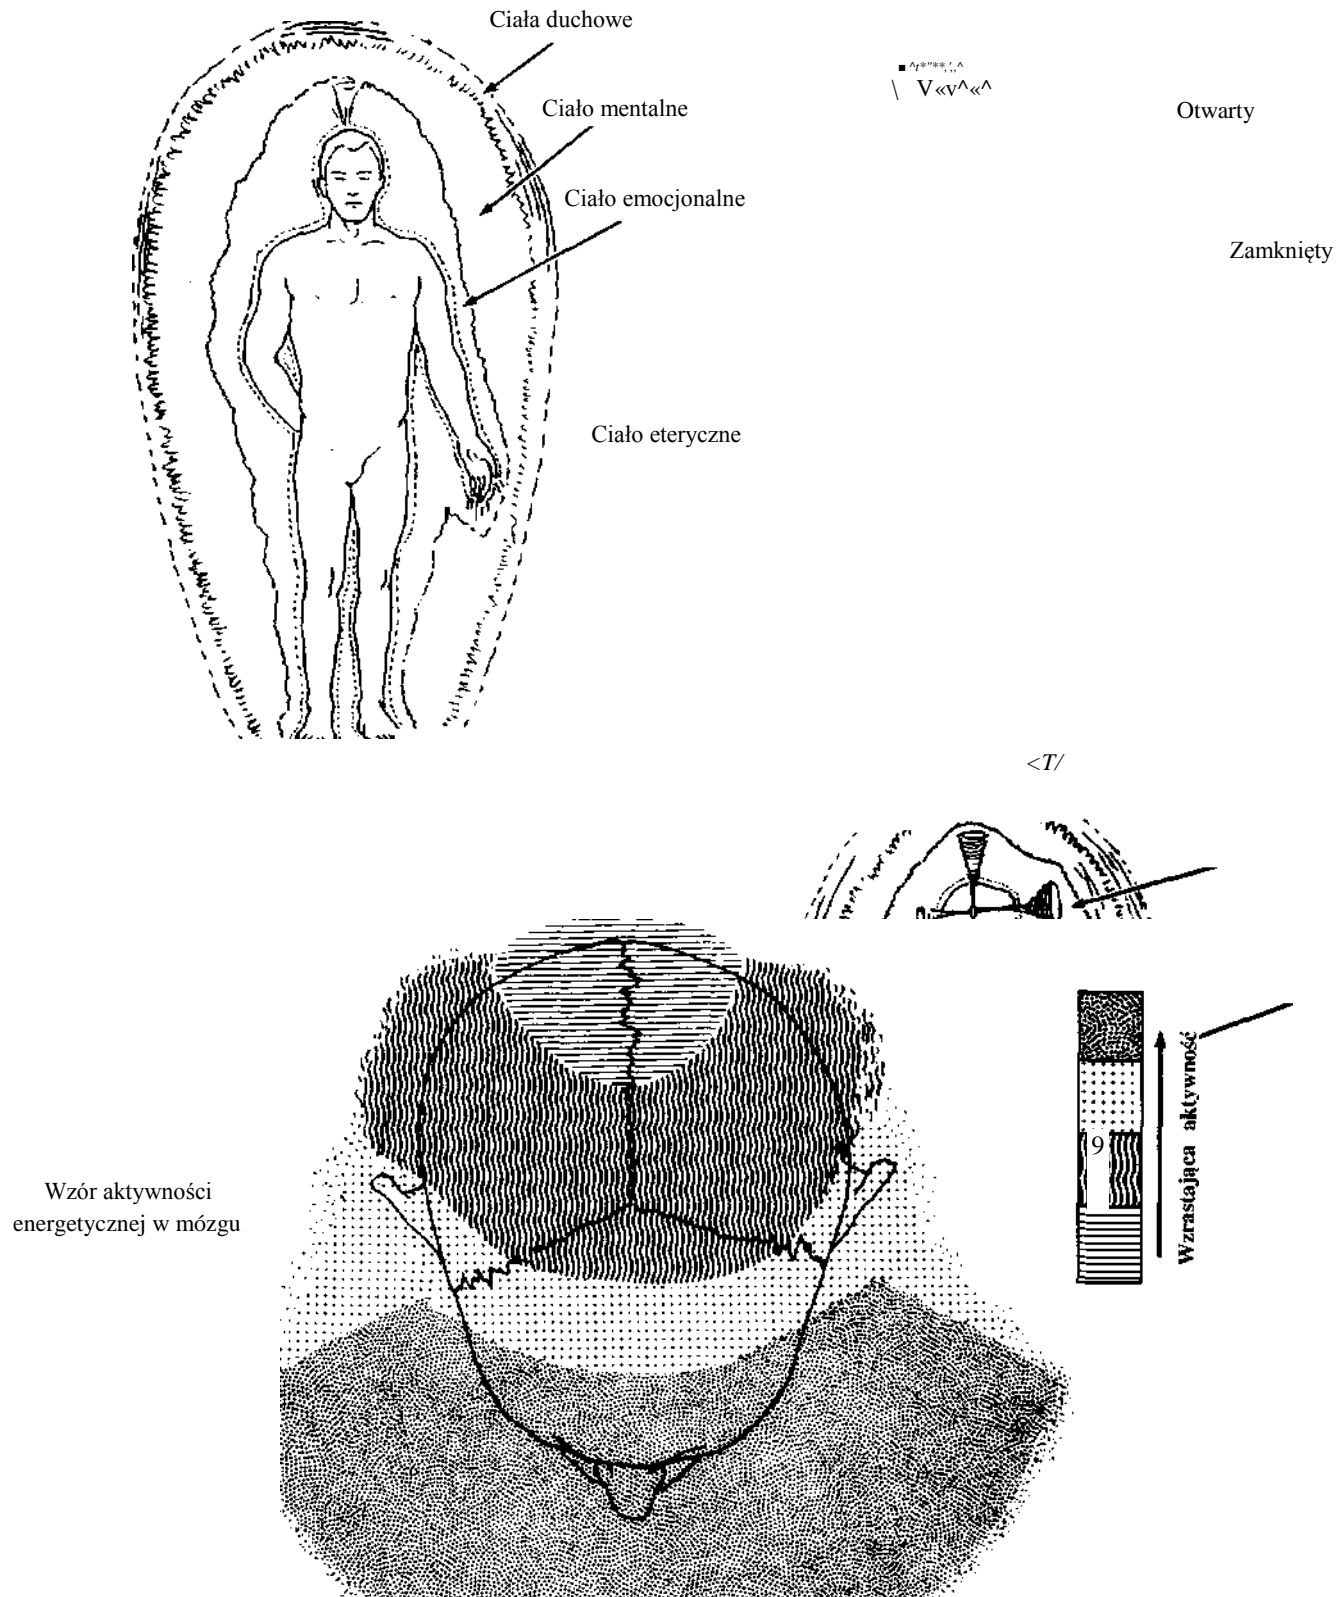 Ciała duchowe
Ciało mentalne
Otwarty
Ciało emocjonalne
Zamknięty
Ciało eteryczne
<T/
Wzór aktywności
energetycznej w mózgu
9
Wzrastająca aktywność